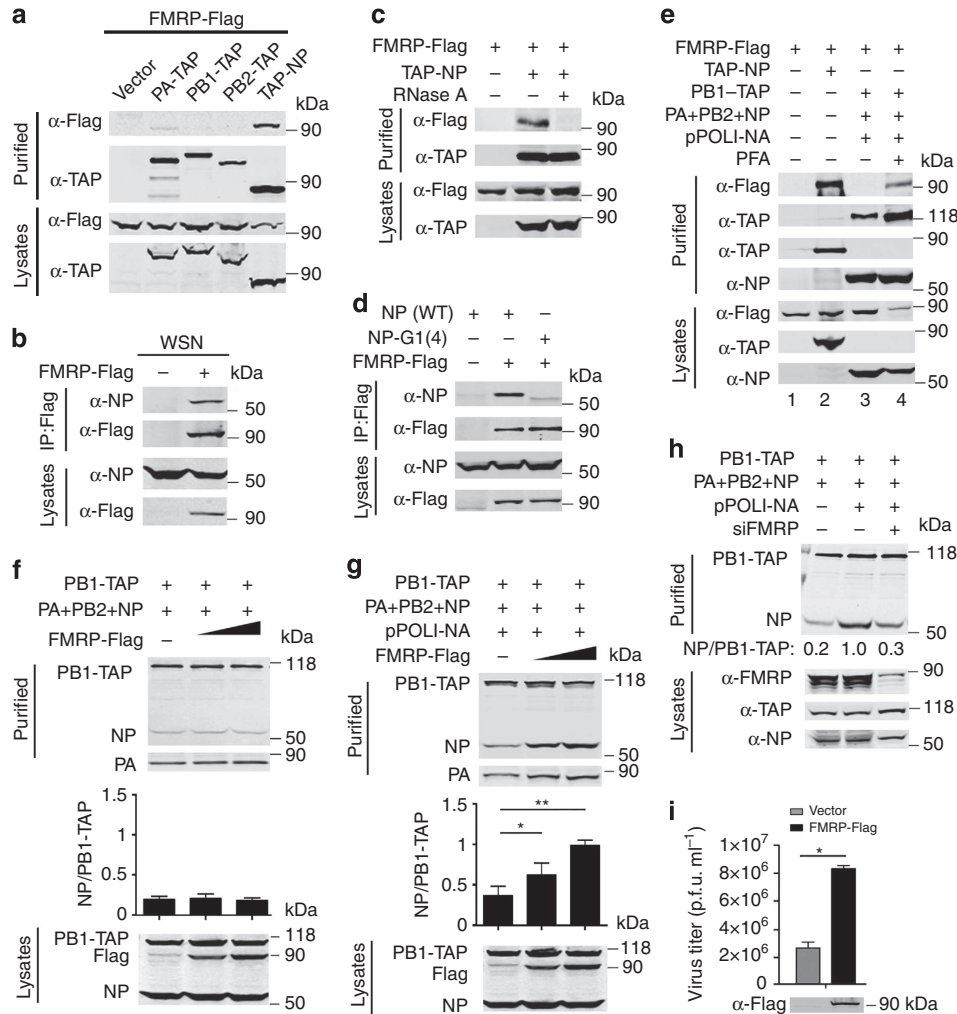 a
FMRP-Flag
Vector PA-TAP PB1-TAP PB2-TAP TAP-NP
kDa
Purified
α-Flag
90
α-TAP
90
Lysates
α-Flag
90
α-TAP
90
b
WSN
FMRP-Flag – + kDa
IP:Flag
α-NP
50
α-Flag
90
Lysates
α-NP
50
α-Flag
90
c
FMRP-Flag + + +
TAP-NP – + +
RNase A – – + kDa
Purified
α-Flag
90
α-TAP
90
Lysates
α-Flag
90
α-TAP
90
d
NP (WT) + + –
NP-G1(4) – – +
FMRP-Flag – + +
kDa
IP:Flag
α-NP
50
α-Flag
90
Lysates
α-NP
50
α-Flag
90
e
FMRP-Flag + + + +
TAP-NP – + – –
PB1–TAP – – + +
PA+PB2+NP – – + +
pPOLI-NA – – + +
PFA – – – + kDa
Purified
α-Flag
90
α-TAP
118
α-TAP
90
α-NP
50
Lysates
α-Flag
90
α-TAP
90
α-NP
50
1 2 3 4
f
PB1-TAP + + +
PA+PB2+NP + + +
FMRP-Flag –
kDa
Purified
PB1-TAP
118
NP
50
PA
90
NP/PB1-TAP
1.5
1
0.5
0
kDa
Lysates
PB1-TAP
118
Flag
90
NP
50
g
PB1-TAP + + +
PA+PB2+NP + + +
pPOLI-NA + + +
FMRP-Flag –
kDa
Purified
PB1-TAP
118
NP
50
PA
90
NP/PB1-TAP
1.5
1.0
0.5
0
*
**
kDa
Lysates
PB1-TAP
118
Flag
90
NP
h
PB1-TAP + + +
PA+PB2+NP + + +
pPOLI-NA – + +
siFMRP – – +
kDa
Purified
PB1-TAP
118
NP
50
NP/PB1-TAP: 0.2 1.0 0.3
Lysates
α-FMRP
90
α-TAP
118
α-NP
50
i
Vector
FMRP-Flag
Virus titer (p.f.u. ml⁻¹)
1×10⁷
8×10⁶
6×10⁶
4×10⁶
2×10⁶
0
*
α-Flag
90 kDa